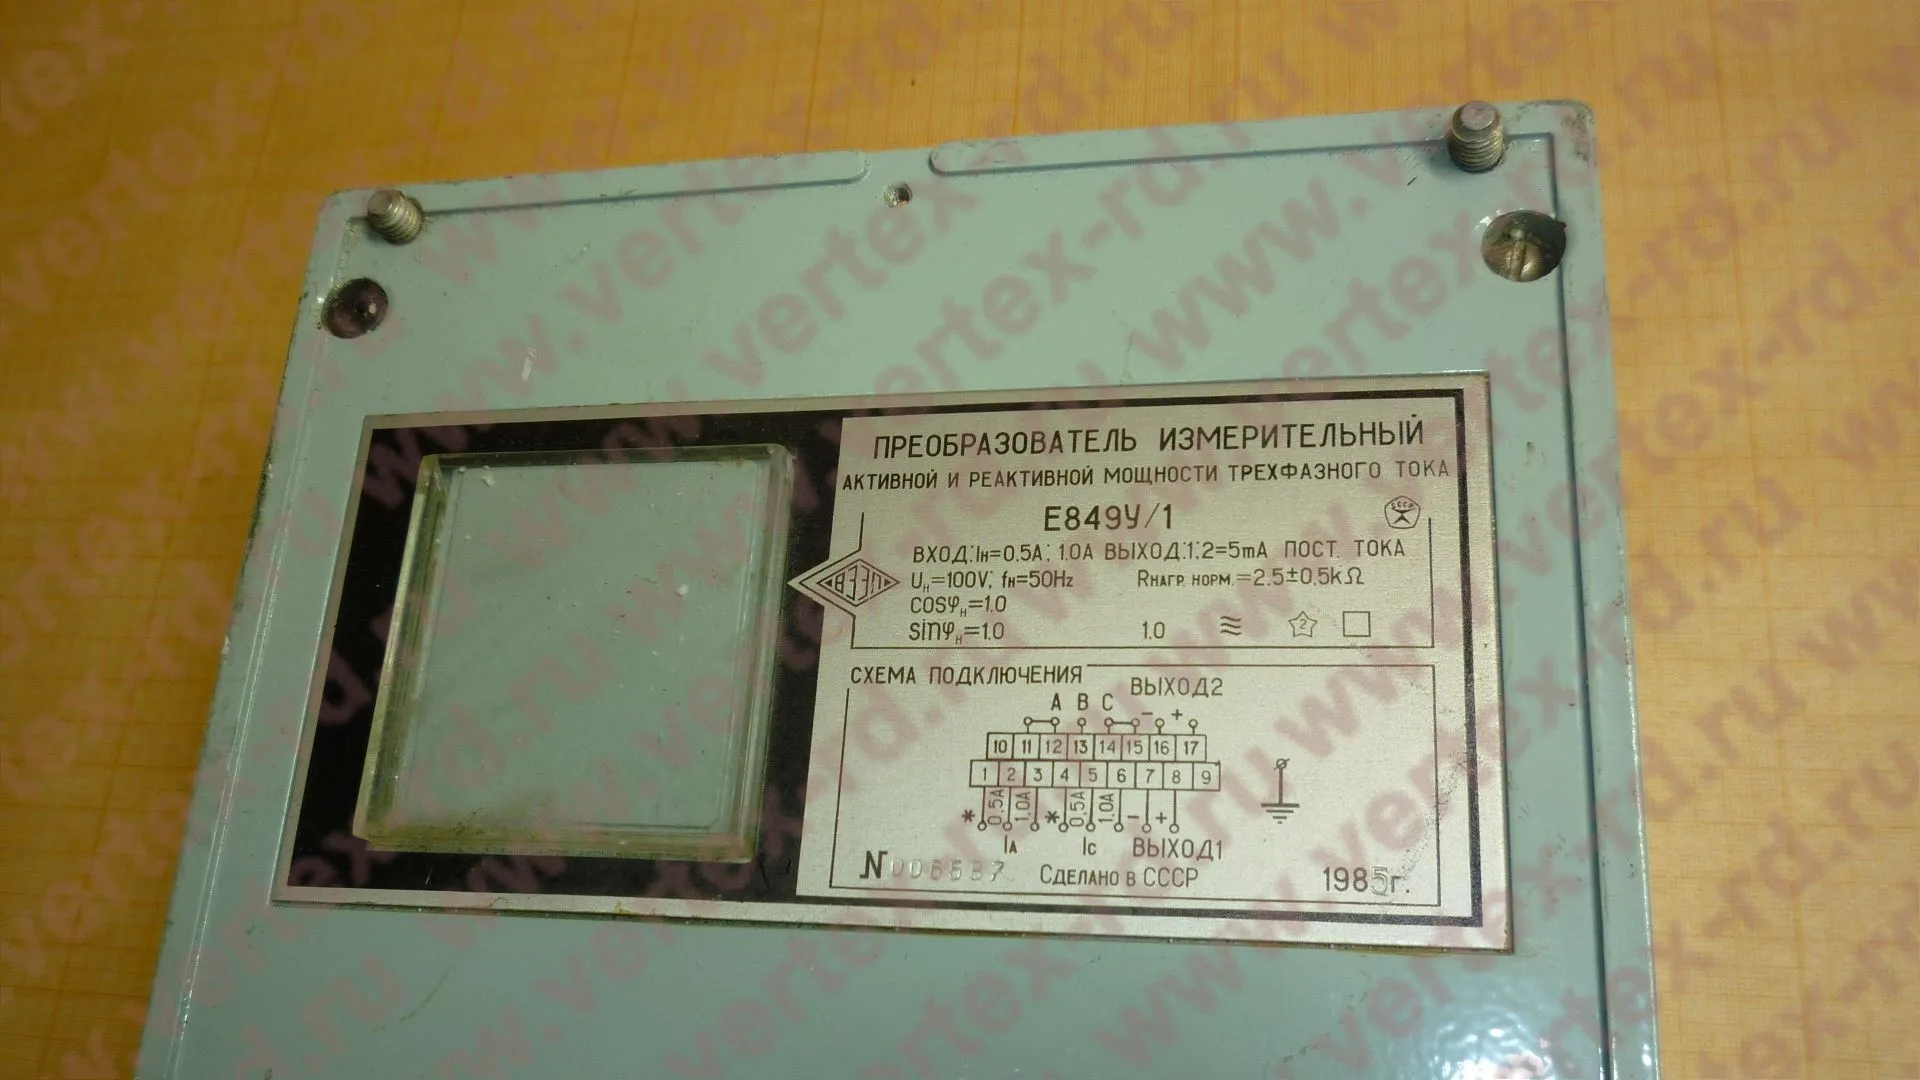 ПРЕОБРАЗОВАТЕЛЬ ИЗМЕРИТЕЛЬНЫЙ
АКТИВНОЙ И РЕАКТИВНОЙ МОЩНОСТИ ТРЕХФАЗНОГО ТОКА
Е849У/1
СССР
ВХОД: Iн=0.5А; 1.0А ВЫХОД:1;2=5mA ПОСТ. ТОКА
Uн=100V; fн=50Hz Rнагр. норм.=2.5±0.5kΩ
ВЗЭП
cosφн=1.0
sinφн=1.0 1.0 2
СХЕМА ПОДКЛЮЧЕНИЯ
ВЫХОД2
A B C - +
10 11 12 13 14 15 16 17
1 2 3 4 5 6 7 8 9
* 0.5А 1.0А * 0.5А 1.0А - +
IА Iс ВЫХОД1
N Сделано в СССР 1985г.
www.vertex-rd.ru